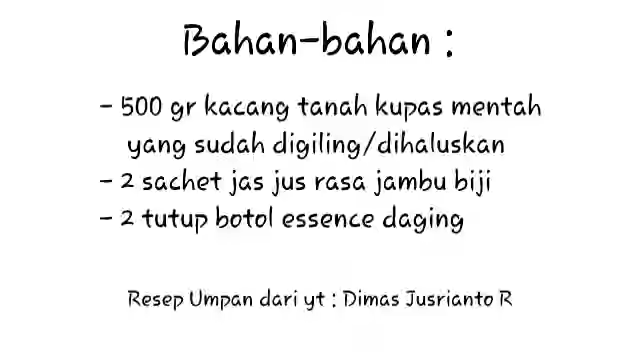 Bahan-bahan :
- 500 gr kacang tanah kupas mentah
yang sudah digiling/dihaluskan
- 2 sachet jas jus rasa jambu biji
- 2 tutup botol essence daging
Resep Umpan dari yt : Dimas Jusrianto R